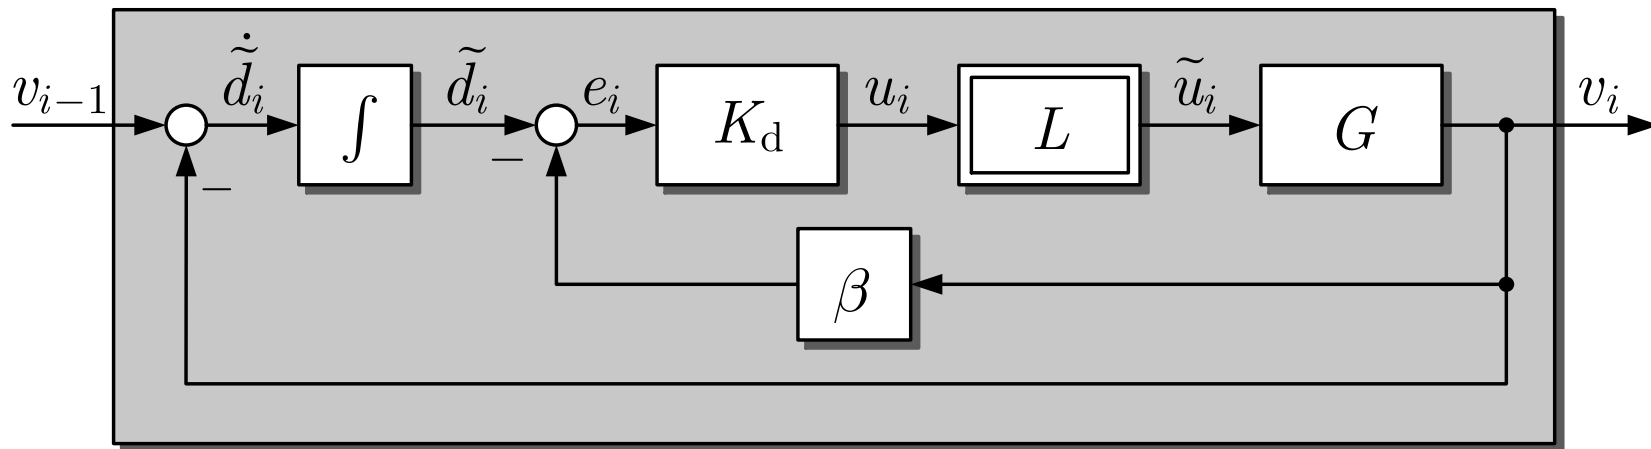 v_{i−1} \dot{\tilde{d}}_i ∫ \tilde{d}_i e_i K_d u_i L \tilde{u}_i G v_i
−
−
β